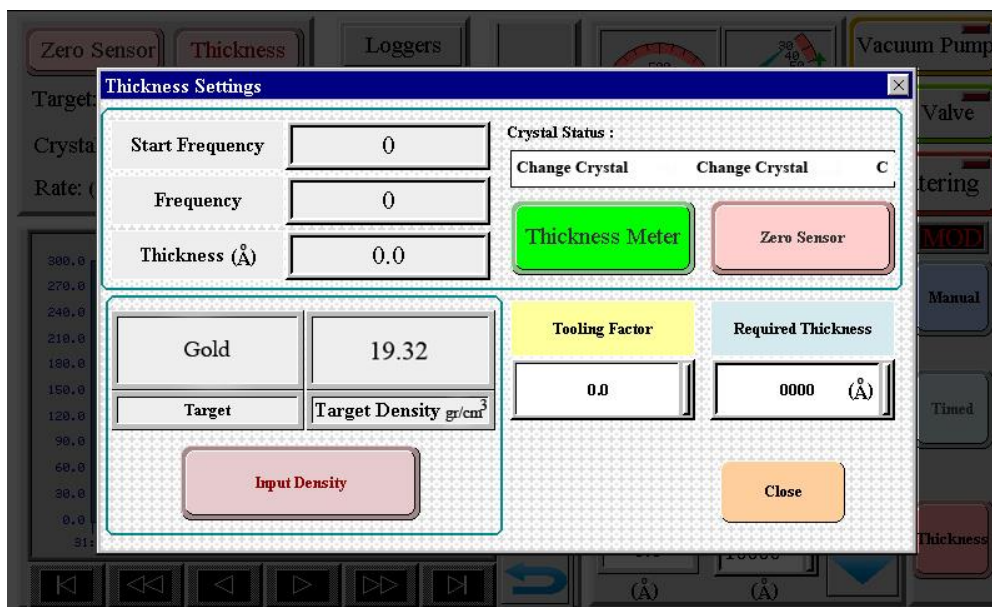 Zero Sensor Thickness Loggers Vacuum Pump
Thickness Settings
Target:
Valve
Start Frequency 0
Crystal Status :
Change Crystal Change Crystal C
Rate: (
Frequency 0
Thickness Meter Zero Sensor
Thickness (Å) 0.0
MOD
300.0
270.0
240.0
210.0
180.0
150.0
120.0
90.0
60.0
30.0
0.0
31:
Manual
Gold 19.32
Target Target Density gr/cm³
Tooling Factor Required Thickness
0.0 0000 (Å)
Timed
Input Density
Close
Thickness
(Å) (Å)